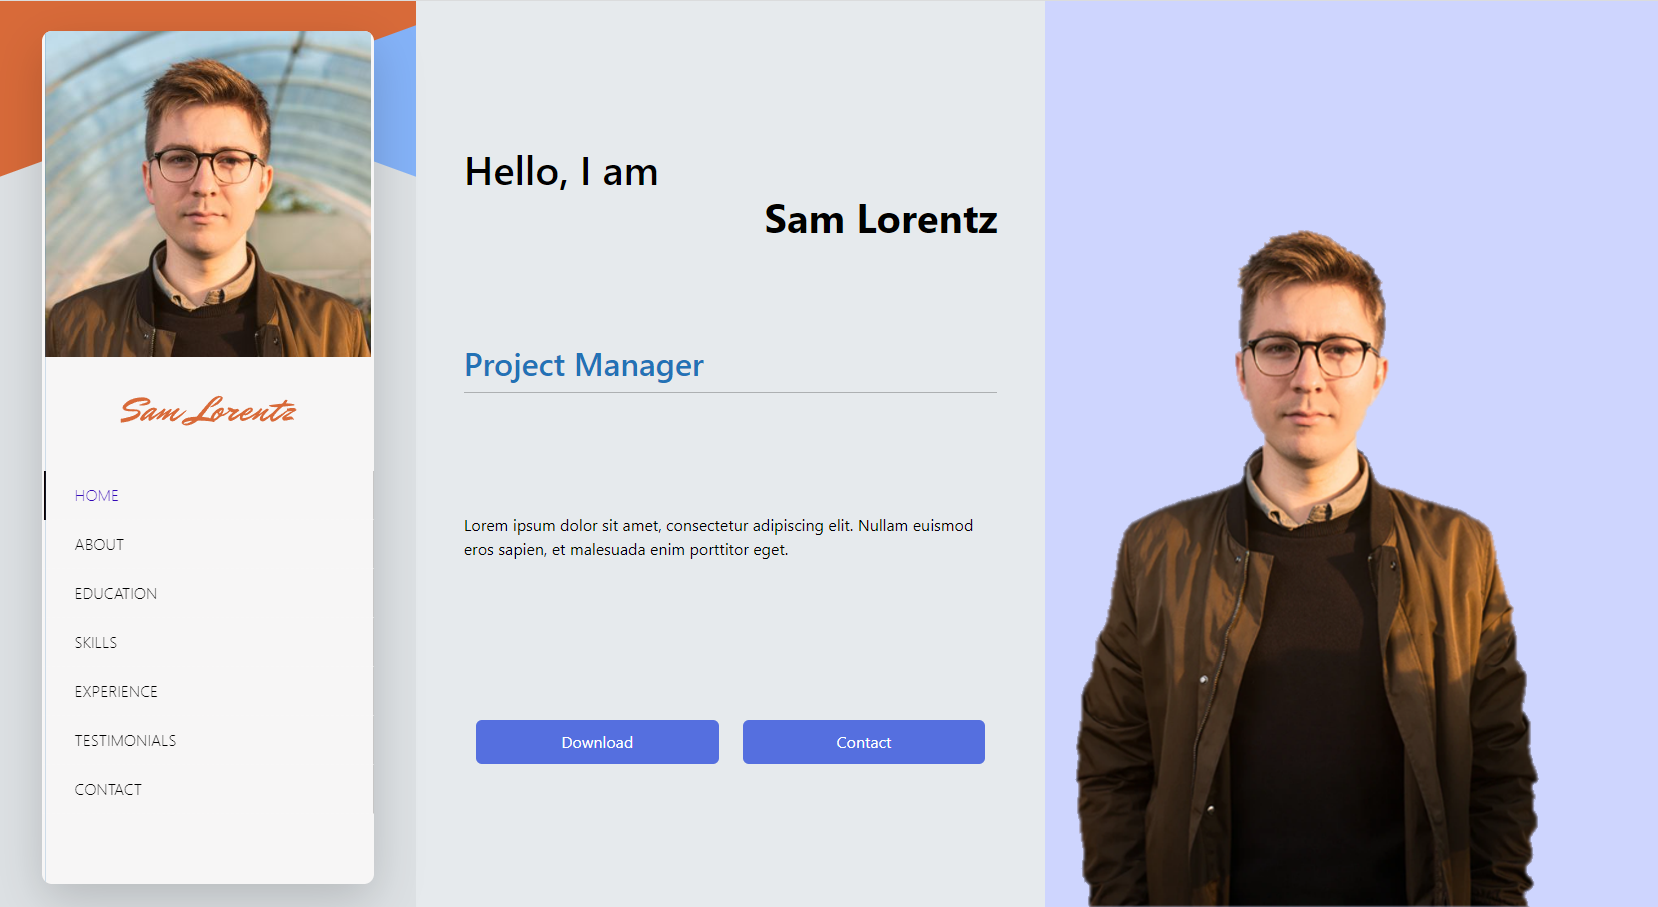 Sam Lorentz
HOME
ABOUT
EDUCATION
SKILLS
EXPERIENCE
TESTIMONIALS
CONTACT
Hello, I am
Sam Lorentz
Project Manager
Lorem ipsum dolor sit amet, consectetur adipiscing elit. Nullam euismod
eros sapien, et malesuada enim porttitor eget.
Download
Contact